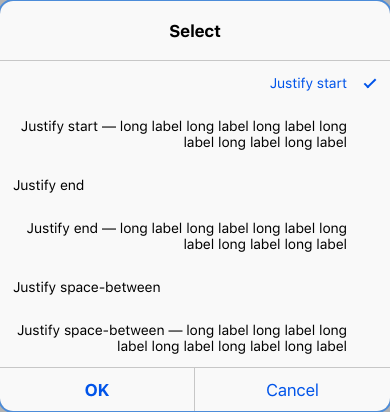 Select
Justify start
Justify start — long label long label long label long
label long label long label
Justify end
Justify end — long label long label long label long
label long label long label
Justify space-between
Justify space-between — long label long label long
label long label long label long label
OK
Cancel